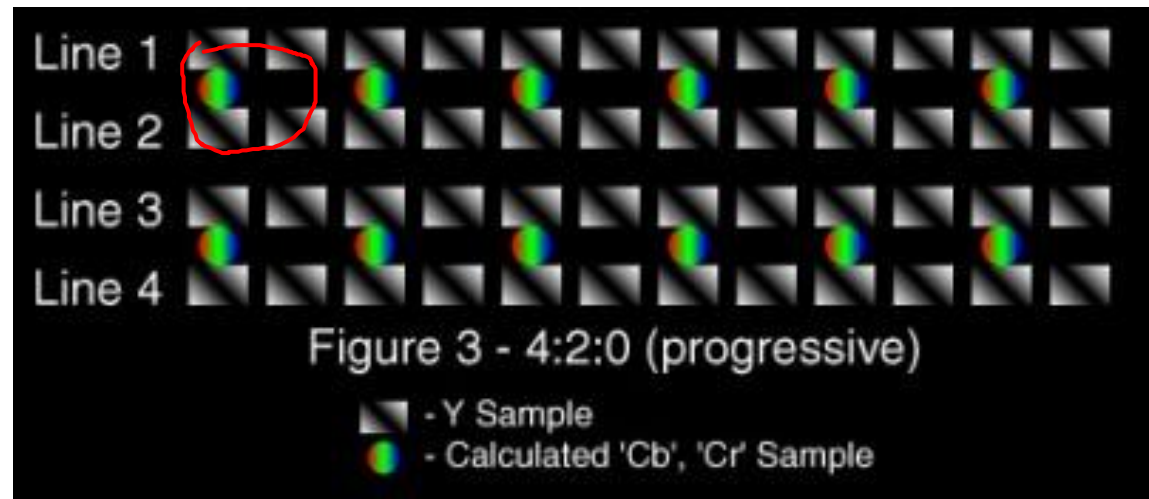 Line 1
Line 2
Line 3
Line 4
Figure 3 - 4:2:0 (progressive)
- Y Sample
- Calculated 'Cb', 'Cr' Sample